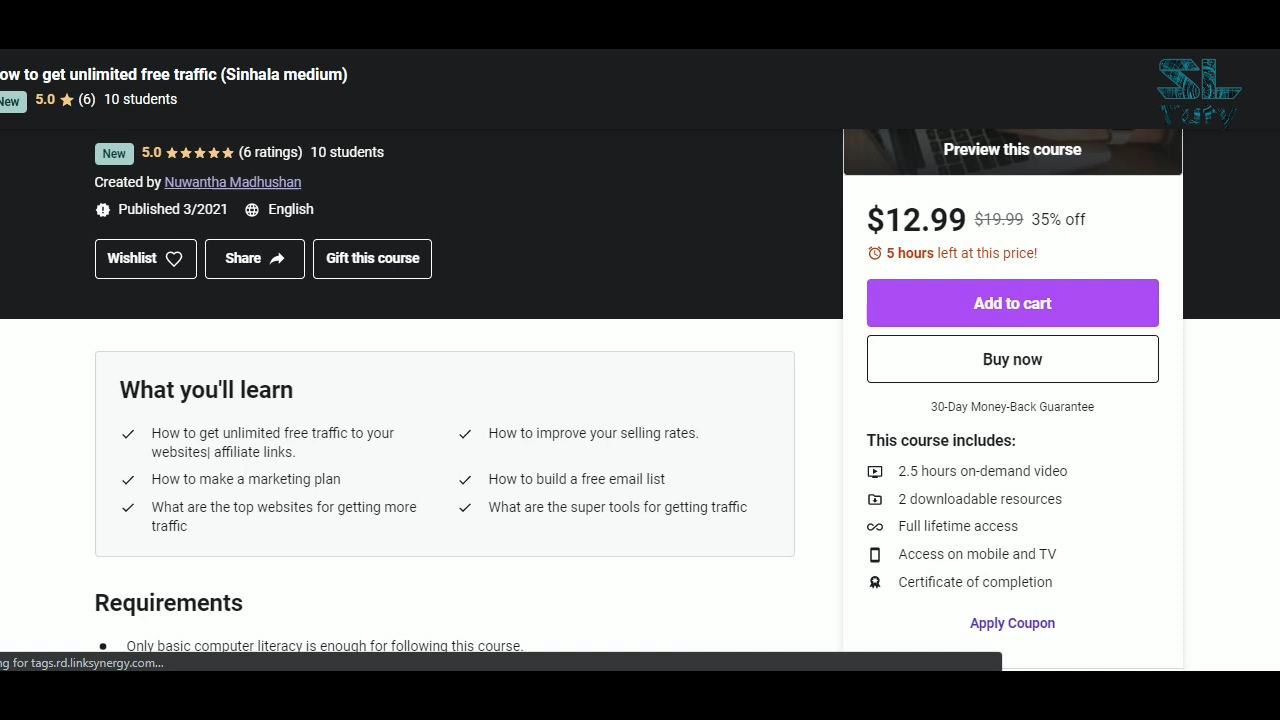 ow to get unlimited free traffic (Sinhala medium)
New 5.0 (6) 10 students
SL
Preview this course
New 5.0 (6 ratings) 10 students
Created by Nuwantha Madhushan
Published 3/2021 English
Wishlist Share Gift this course
$12.99 $19.99 35% off
5 hours left at this price!
Add to cart
Buy now
30-Day Money-Back Guarantee
What you'll learn
How to get unlimited free traffic to your
websites| affiliate links.
How to improve your selling rates.
How to make a marketing plan
How to build a free email list
What are the top websites for getting more
traffic
What are the super tools for getting traffic
This course includes:
2.5 hours on-demand video
2 downloadable resources
Full lifetime access
Access on mobile and TV
Certificate of completion
Apply Coupon
Requirements
Only basic computer literacy is enough for following this course.
ng for tags.rd.linksynergy.com...